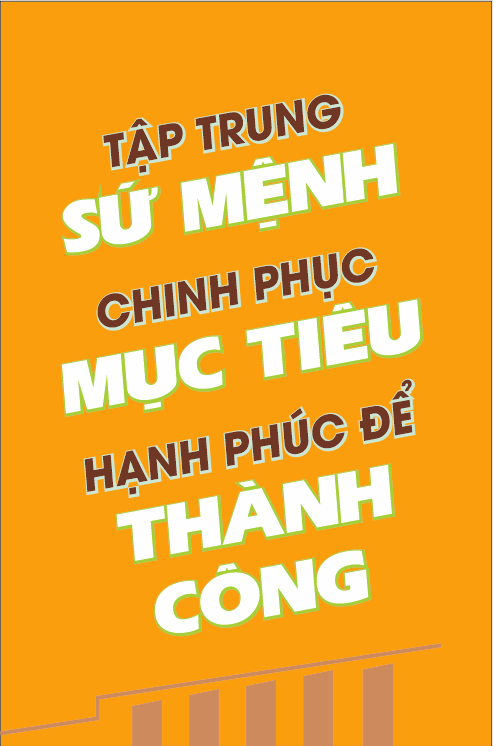 TẬP TRUNG
SỨ MỆNH
CHINH PHỤC
MỤC TIÊU
HẠNH PHÚC ĐỂ
THÀNH
CÔNG